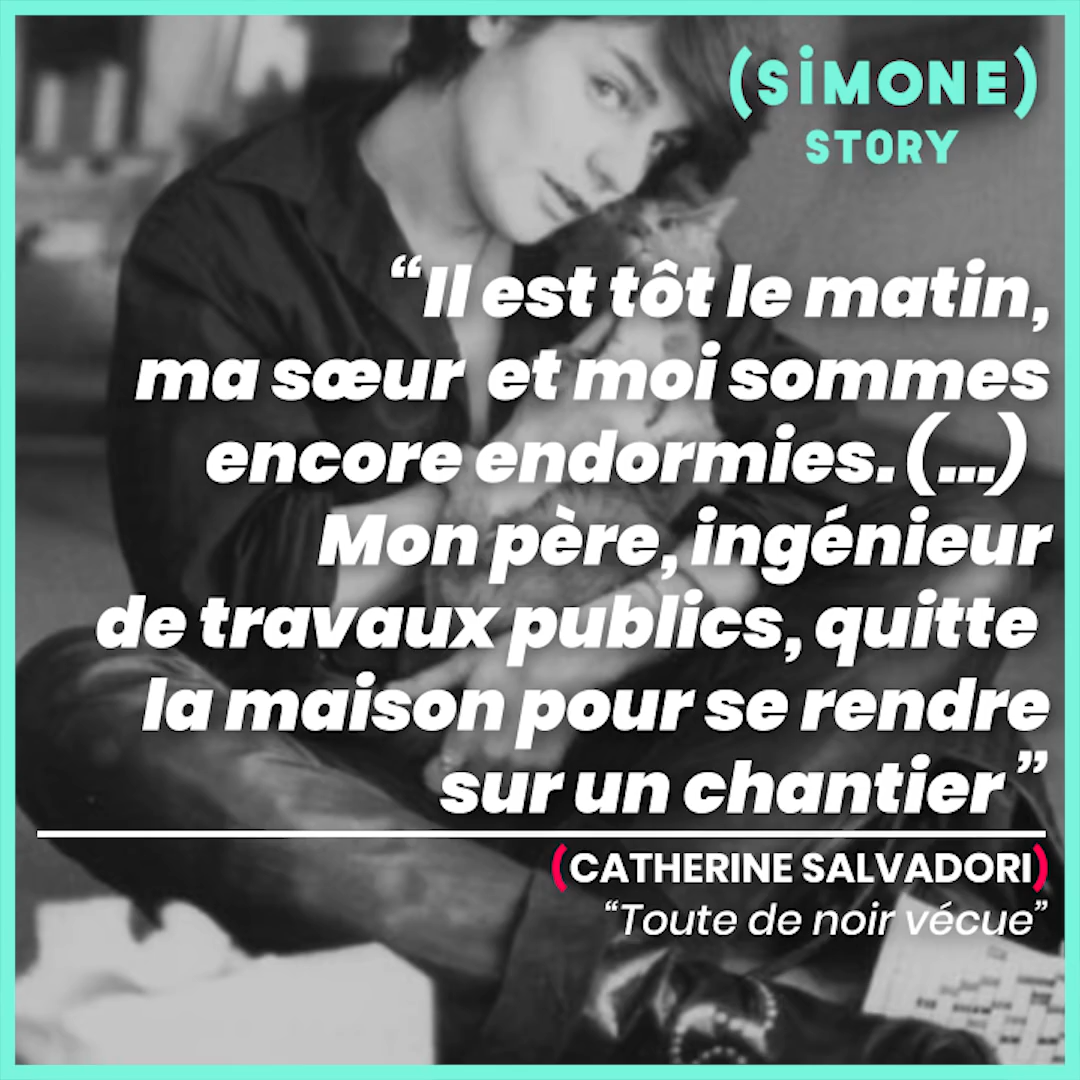 (SiMONE)
STORY
“Il est tôt le matin,
ma sœur et moi sommes
encore endormies. (...)
Mon père, ingénieur
de travaux publics, quitte
la maison pour se rendre
sur un chantier”
(CATHERINE SALVADORI)
“Toute de noir vécue”